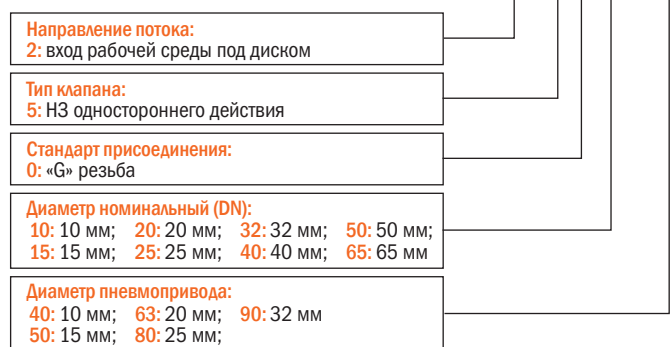 Направление потока:
2: вход рабочей среды под диском
Тип клапана:
5: НЗ одностороннего действия
Стандарт присоединения:
0: «G» резьба
Диаметр номинальный (DN):
10: 10 мм; 20: 20 мм; 32: 32 мм; 50: 50 мм;
15: 15 мм; 25: 25 мм; 40: 40 мм; 65: 65 мм
Диаметр пневмопривода:
40: 10 мм; 63: 20 мм; 90: 32 мм
50: 15 мм; 80: 25 мм;